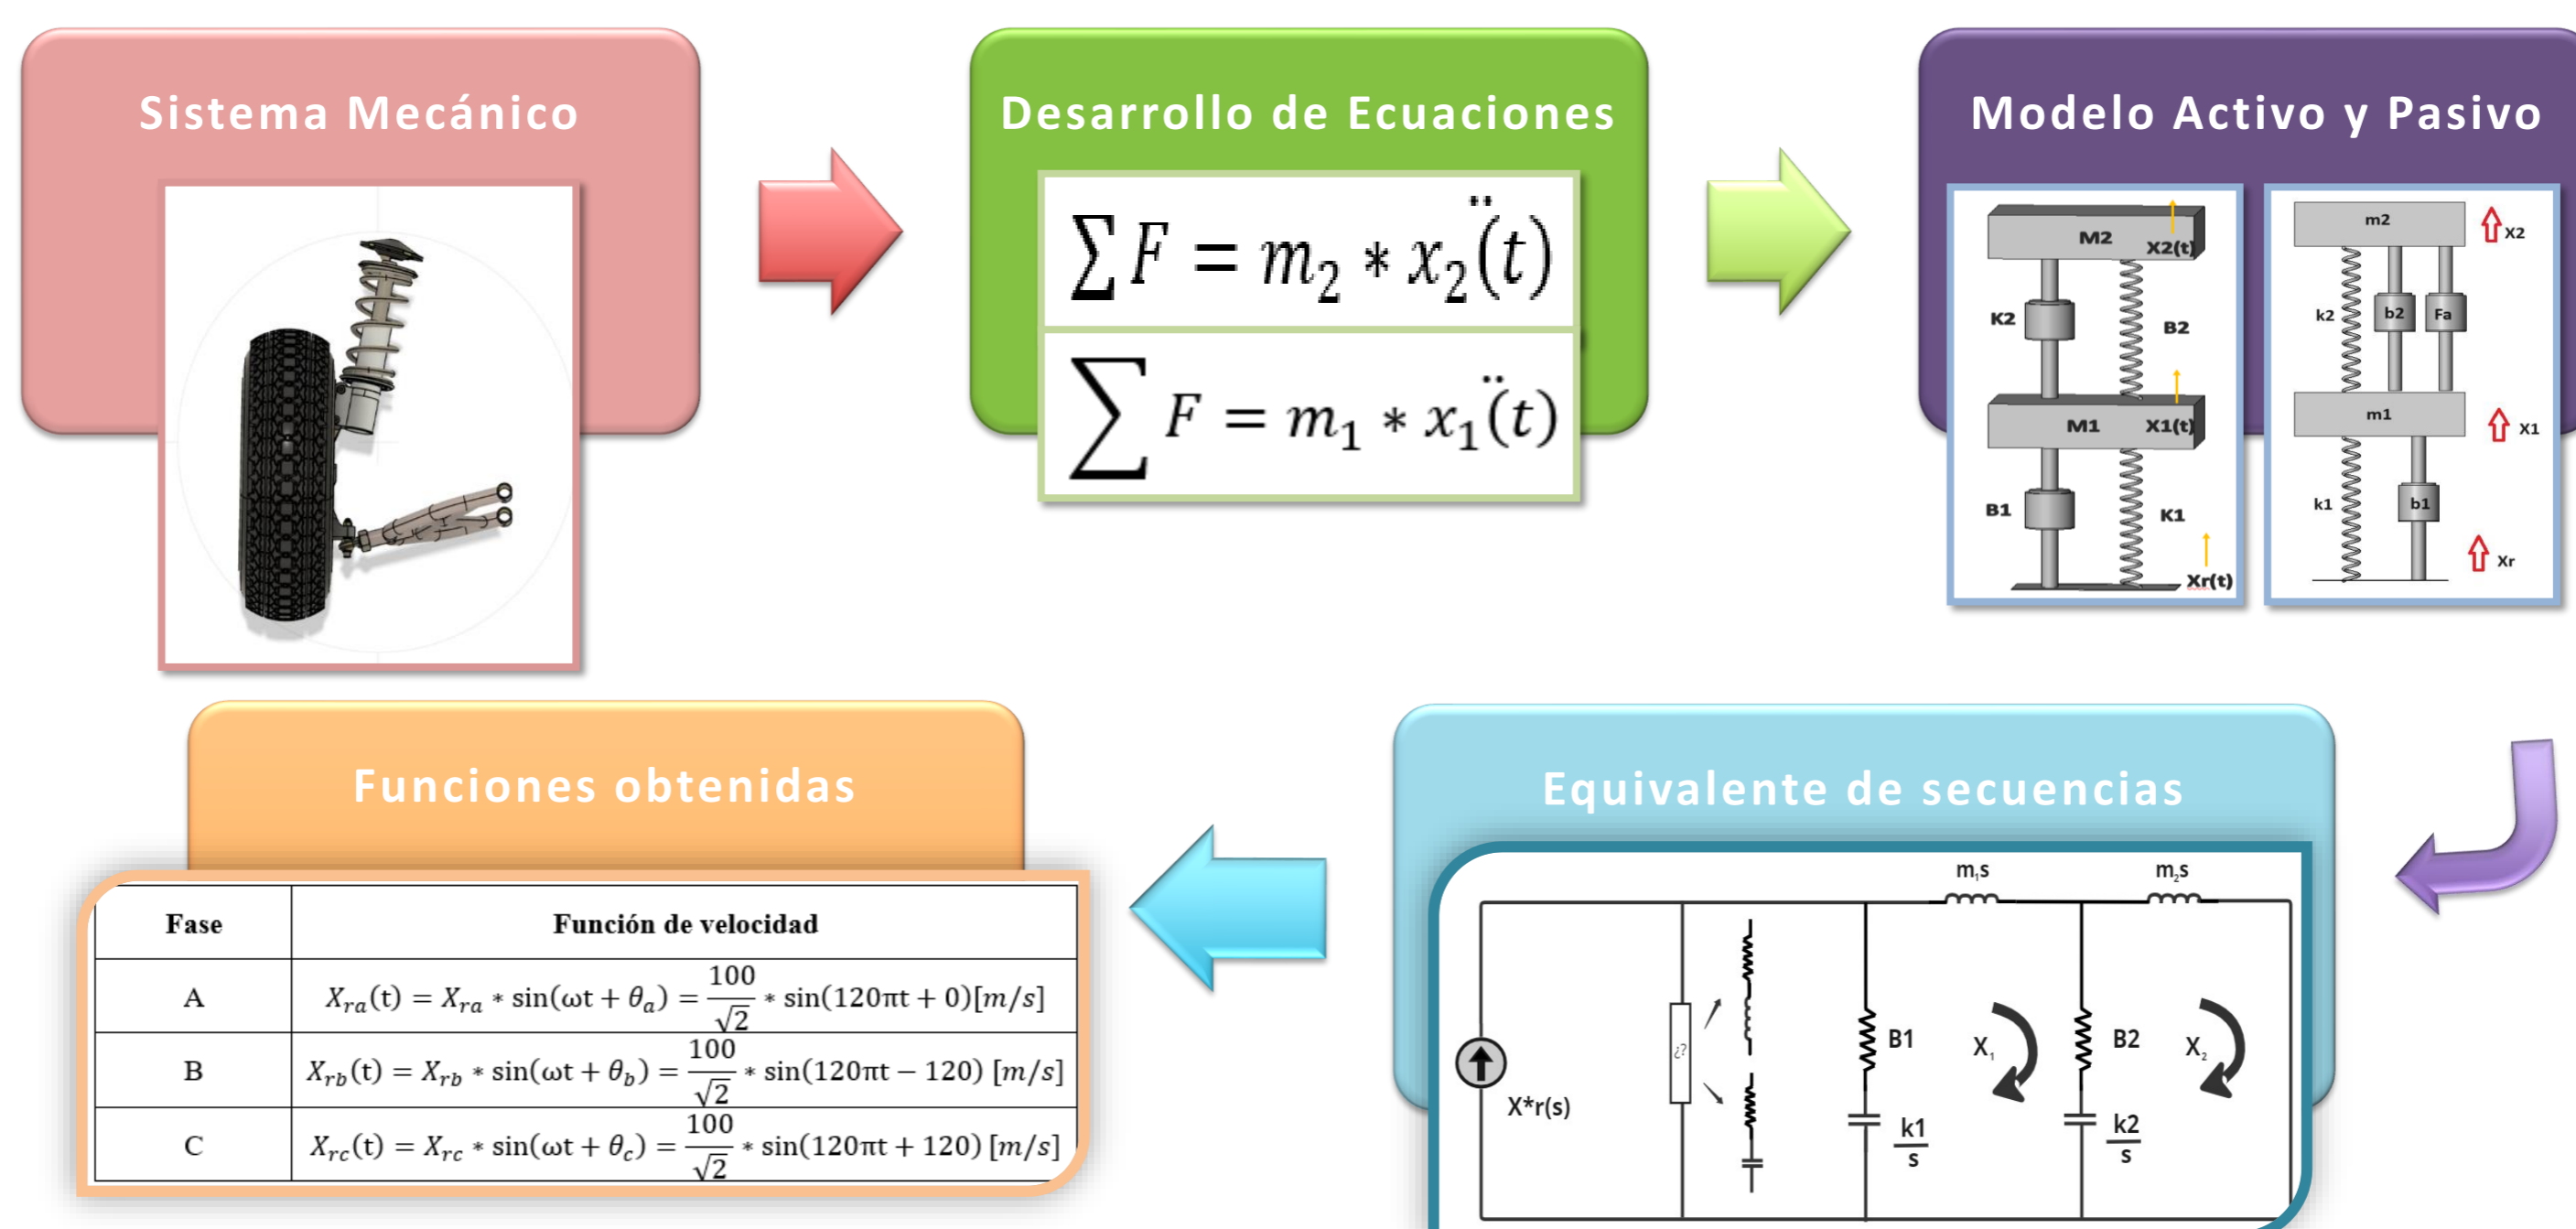 Sistema Mecánico
Desarrollo de Ecuaciones
∑F = m₂ * ẍ₂(t)
∑F = m₁ * ẍ₁(t)
Modelo Activo y Pasivo
M2
X2(t)
K2
B2
M1
X1(t)
B1
K1
Xr(t)
m2
X2
k2
b2
Fa
m1
X1
k1
b1
Xr
Equivalente de secuencias
m₁s
m₂s
¿?
B1
X₁
B2
X₂
X*r(s)
k1/s
k2/s
Funciones obtenidas
Fase Función de velocidad
A Xra(t) = Xra * sin(ωt + θa) = 100/√2 * sin(120πt + 0)[m/s]
B Xrb(t) = Xrb * sin(ωt + θb) = 100/√2 * sin(120πt − 120) [m/s]
C Xrc(t) = Xrc * sin(ωt + θc) = 100/√2 * sin(120πt + 120) [m/s]